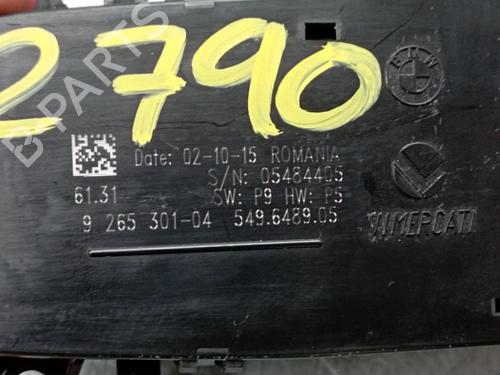 2790
BMW
Date: 02-10-15 ROMANIA
S/N: 05484405
61.31
SW: P9 HW: P5
9 265 301-04 549.6489.05
VIMERCATI